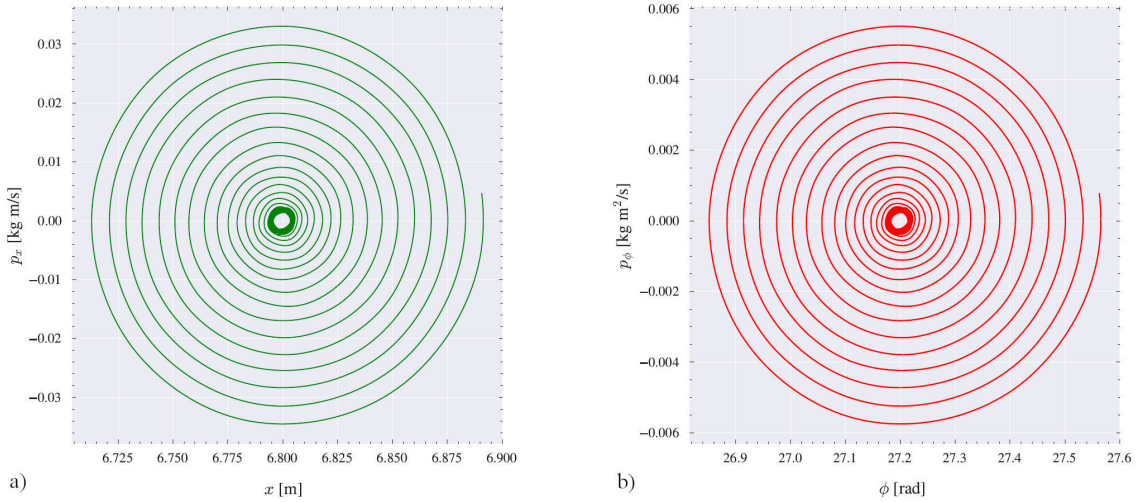 0.03
0.02
0.01
0.00
−0.01
−0.02
−0.03
p_x [kg m/s]
6.725 6.750 6.775 6.800 6.825 6.850 6.875 6.900
x [m]
a)
0.006
0.004
0.002
0.000
−0.002
−0.004
−0.006
p_ϕ [kg m²/s]
26.9 27.0 27.1 27.2 27.3 27.4 27.5 27.6
ϕ [rad]
b)